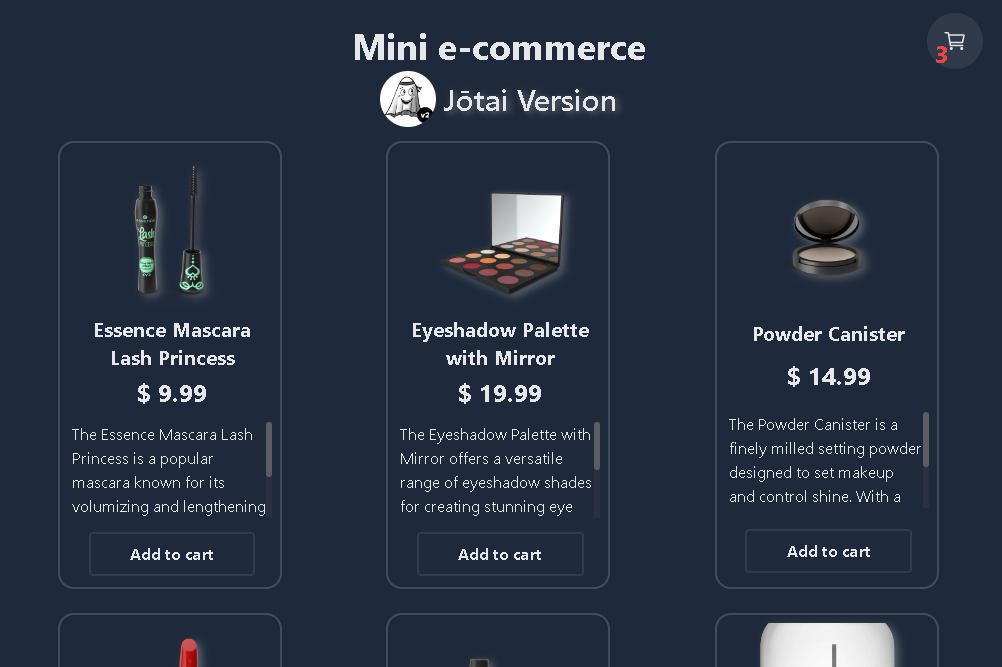 Mini e-commerce
3
v2
Jōtai Version
Essence Mascara
Lash Princess
$ 9.99
The Essence Mascara Lash
Princess is a popular
mascara known for its
volumizing and lengthening
Add to cart
Eyeshadow Palette
with Mirror
$ 19.99
The Eyeshadow Palette with
Mirror offers a versatile
range of eyeshadow shades
for creating stunning eye
Add to cart
Powder Canister
$ 14.99
The Powder Canister is a
finely milled setting powder
designed to set makeup
and control shine. With a
Add to cart